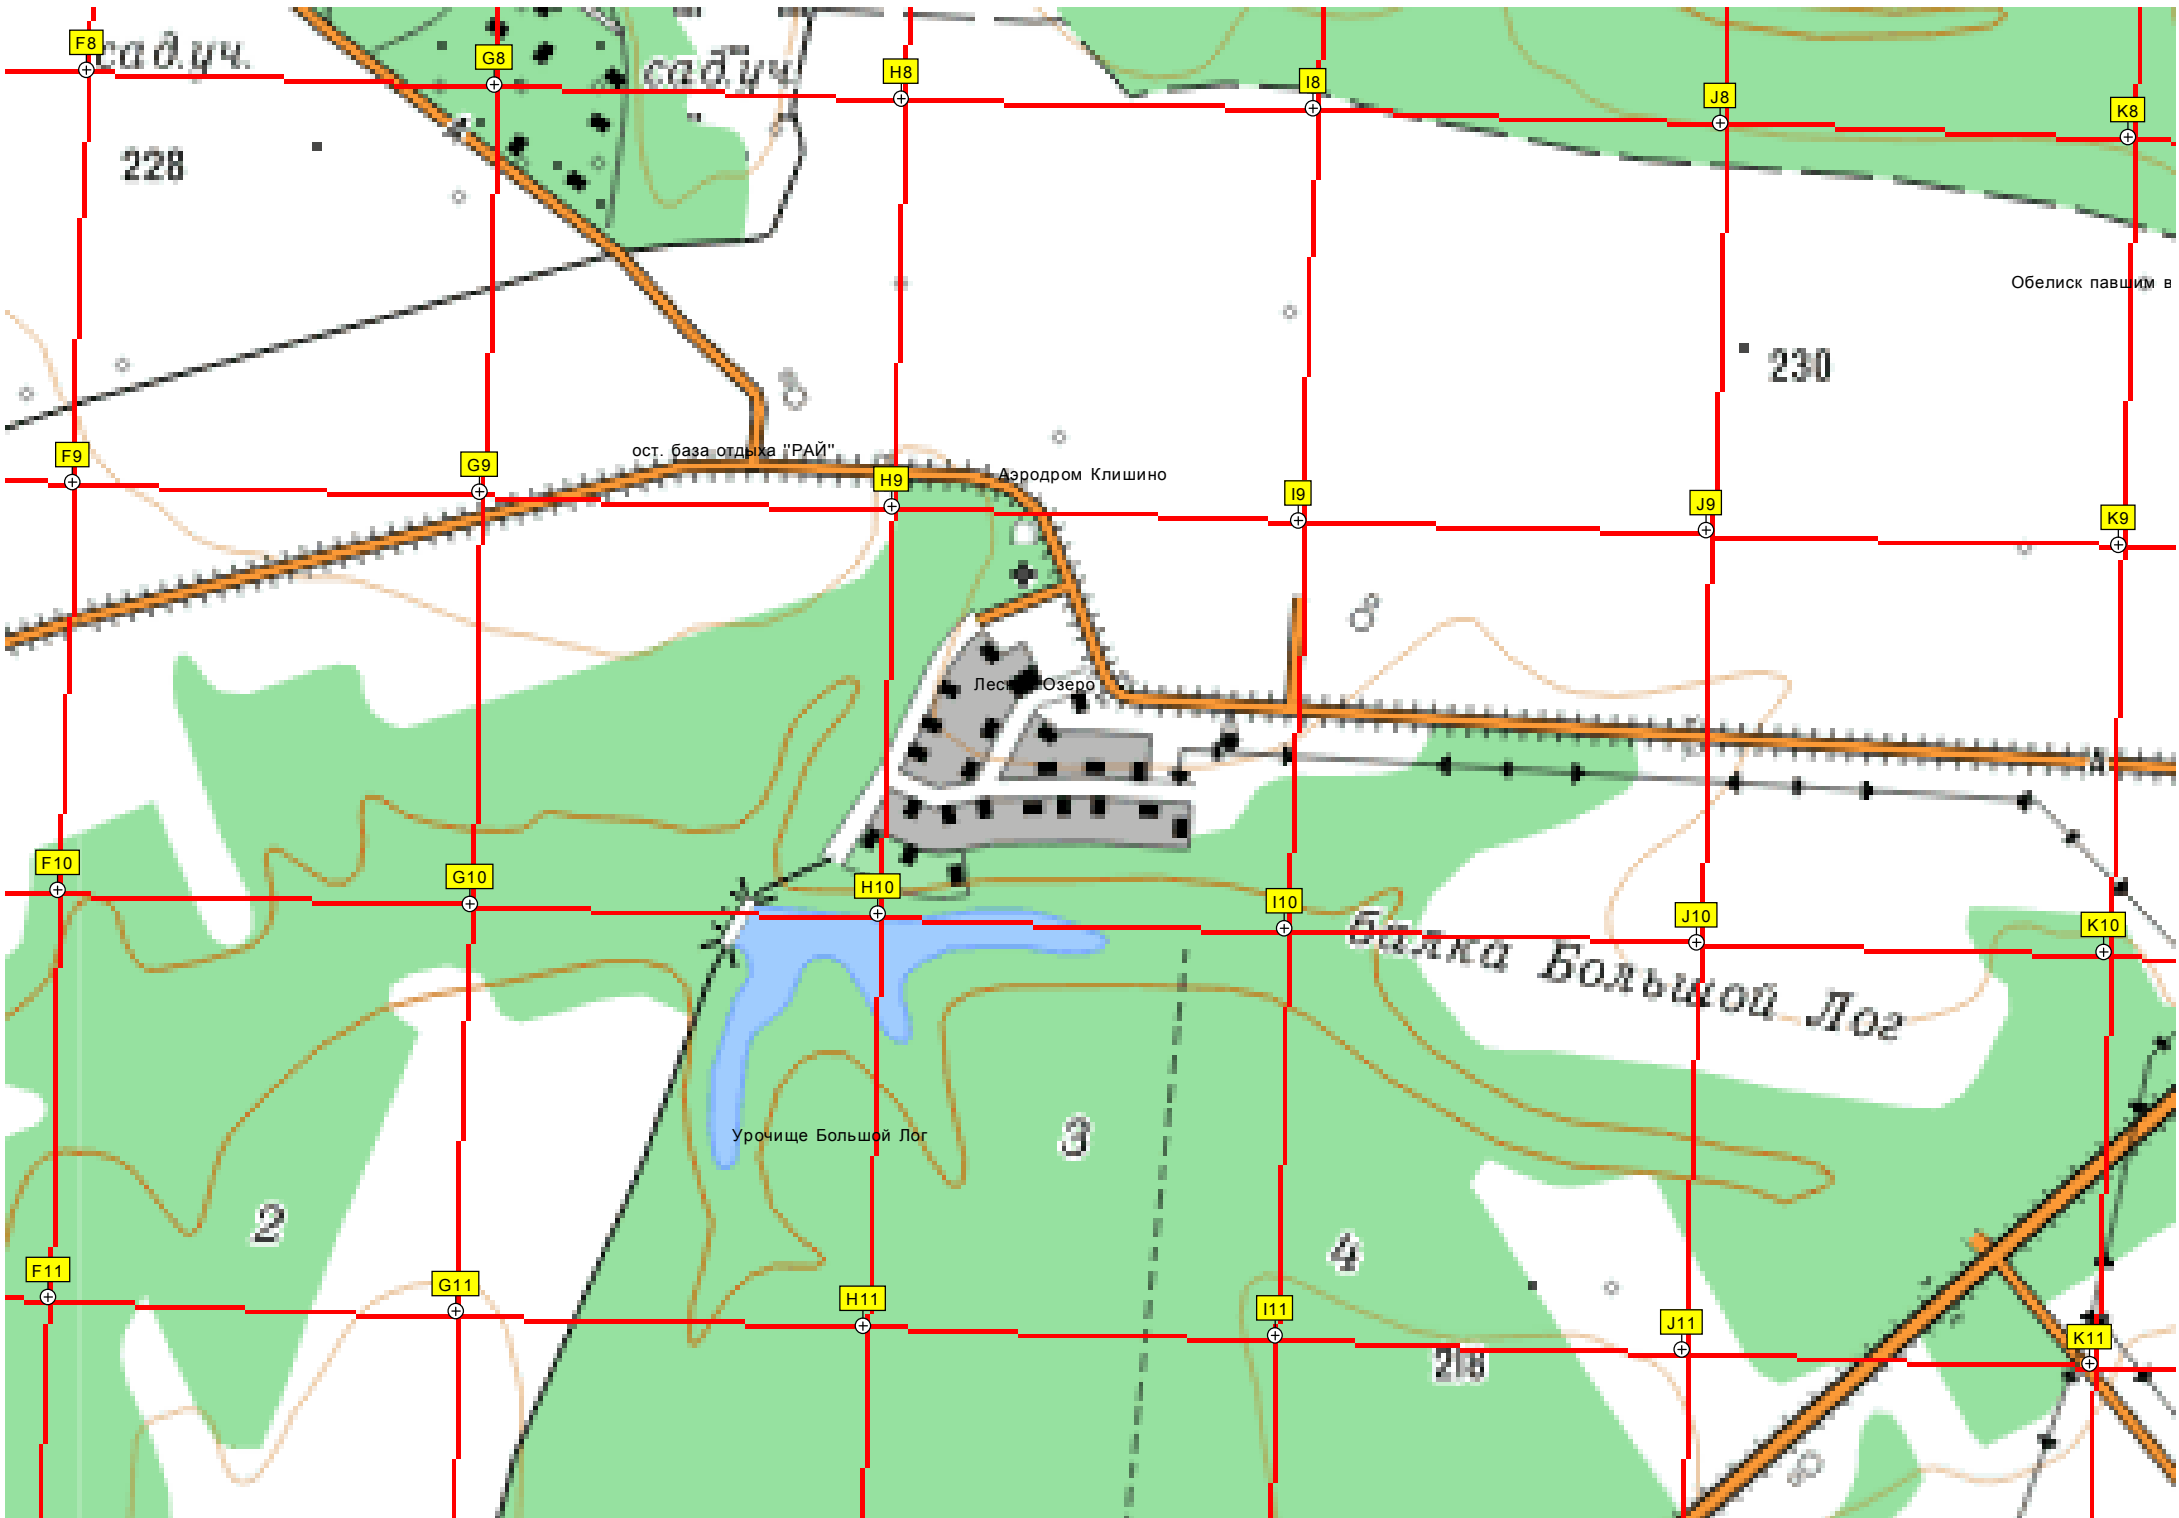 F8
сад.уч.
G8
сад.уч.
H8
I8
J8
K8
228
Обелиск павшим в
230
F9
G9
ост. база отдыха "РАЙ"
H9
Аэродром Клишино
I9
J9
K9
Озеро
F10
G10
H10
I10
J10
K10
балка Большой Лог
Урочище Большой Лог
3
2
4
F11
G11
H11
I11
J11
K11